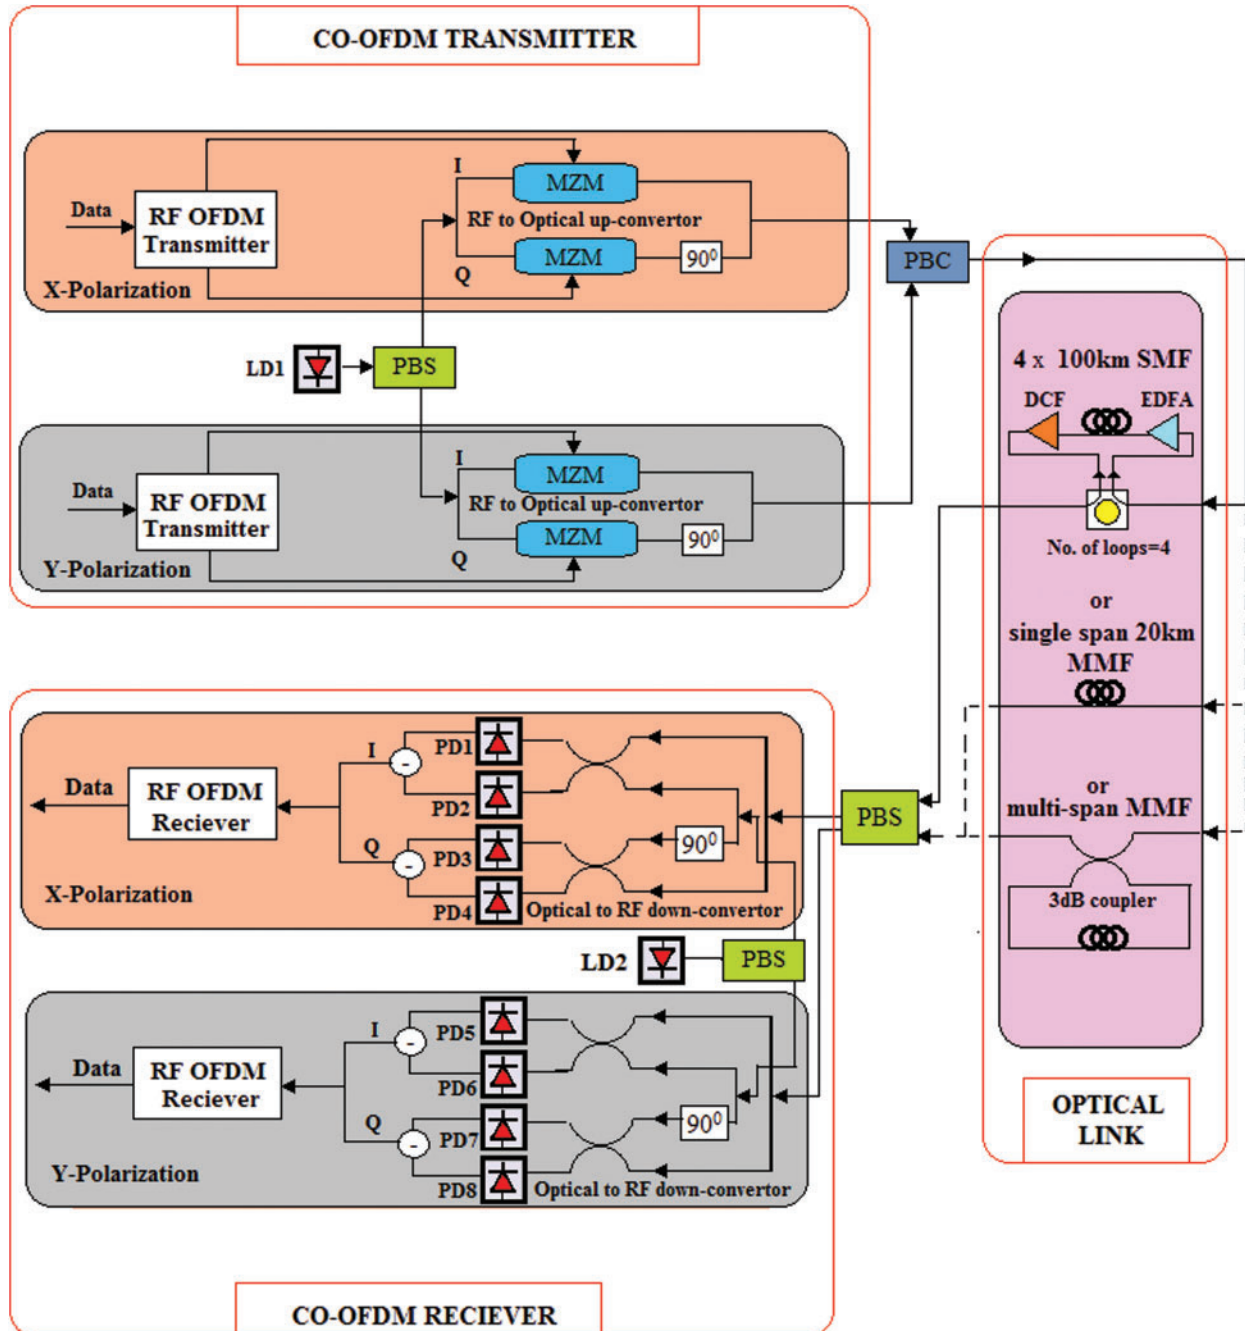 CO-OFDM TRANSMITTER
Data
RF OFDM
Transmitter
I
MZM
RF to Optical up-convertor
MZM
90⁰
Q
X-Polarization
PBC
LD1
PBS
Data
RF OFDM
Transmitter
I
MZM
RF to Optical up-convertor
MZM
90⁰
Q
Y-Polarization
4 x 100km SMF
DCF
EDFA
No. of loops=4
or
single span 20km
MMF
or
multi-span MMF
3dB coupler
OPTICAL
LINK
PBS
Data
RF OFDM
Reciever
I
Q
-
-
PD1
PD2
PD3
PD4
90⁰
X-Polarization
Optical to RF down-convertor
LD2
PBS
Data
RF OFDM
Reciever
I
Q
-
-
PD5
PD6
PD7
PD8
90⁰
Y-Polarization
Optical to RF down-convertor
CO-OFDM RECIEVER